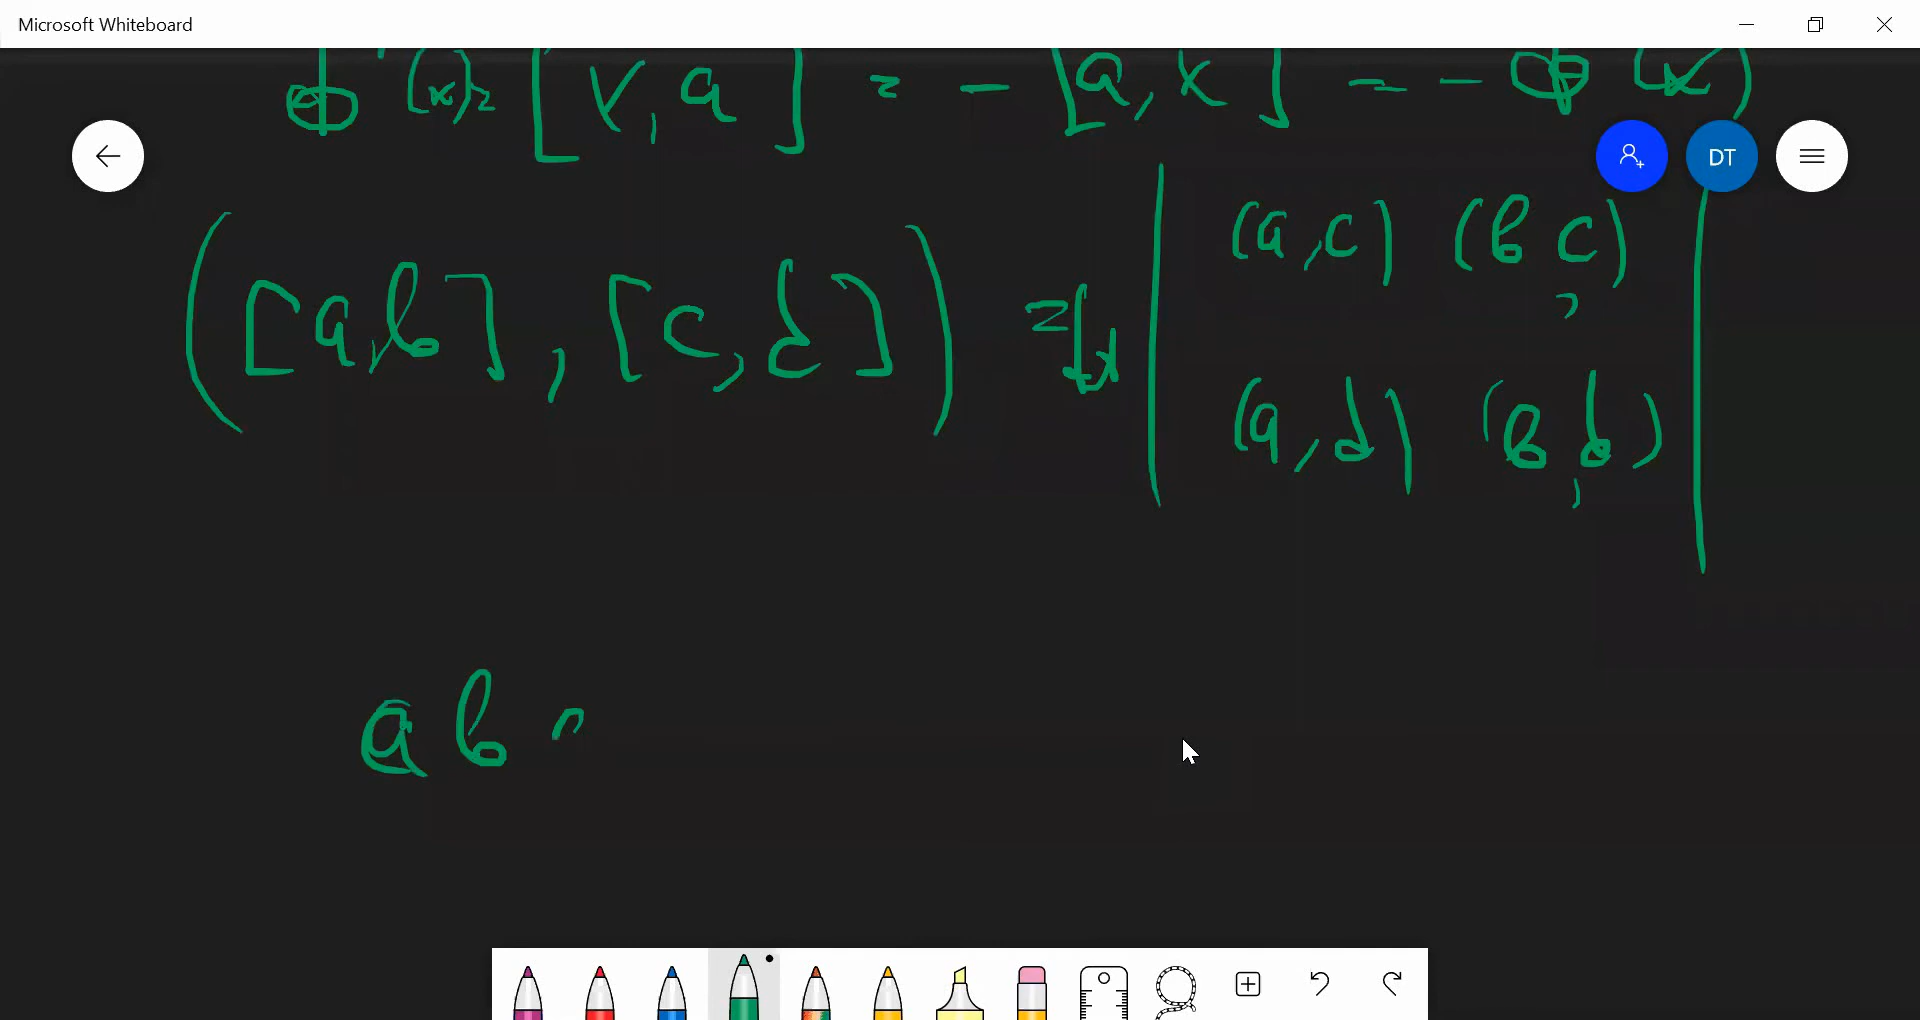 Microsoft Whiteboard
ϕ*(x) = [x, a] = - [a, x] = - ϕ(x)
DT
([a,b], [c,d]) = det | (a,c) (b,c)
(a,d) (b,d) |
a b